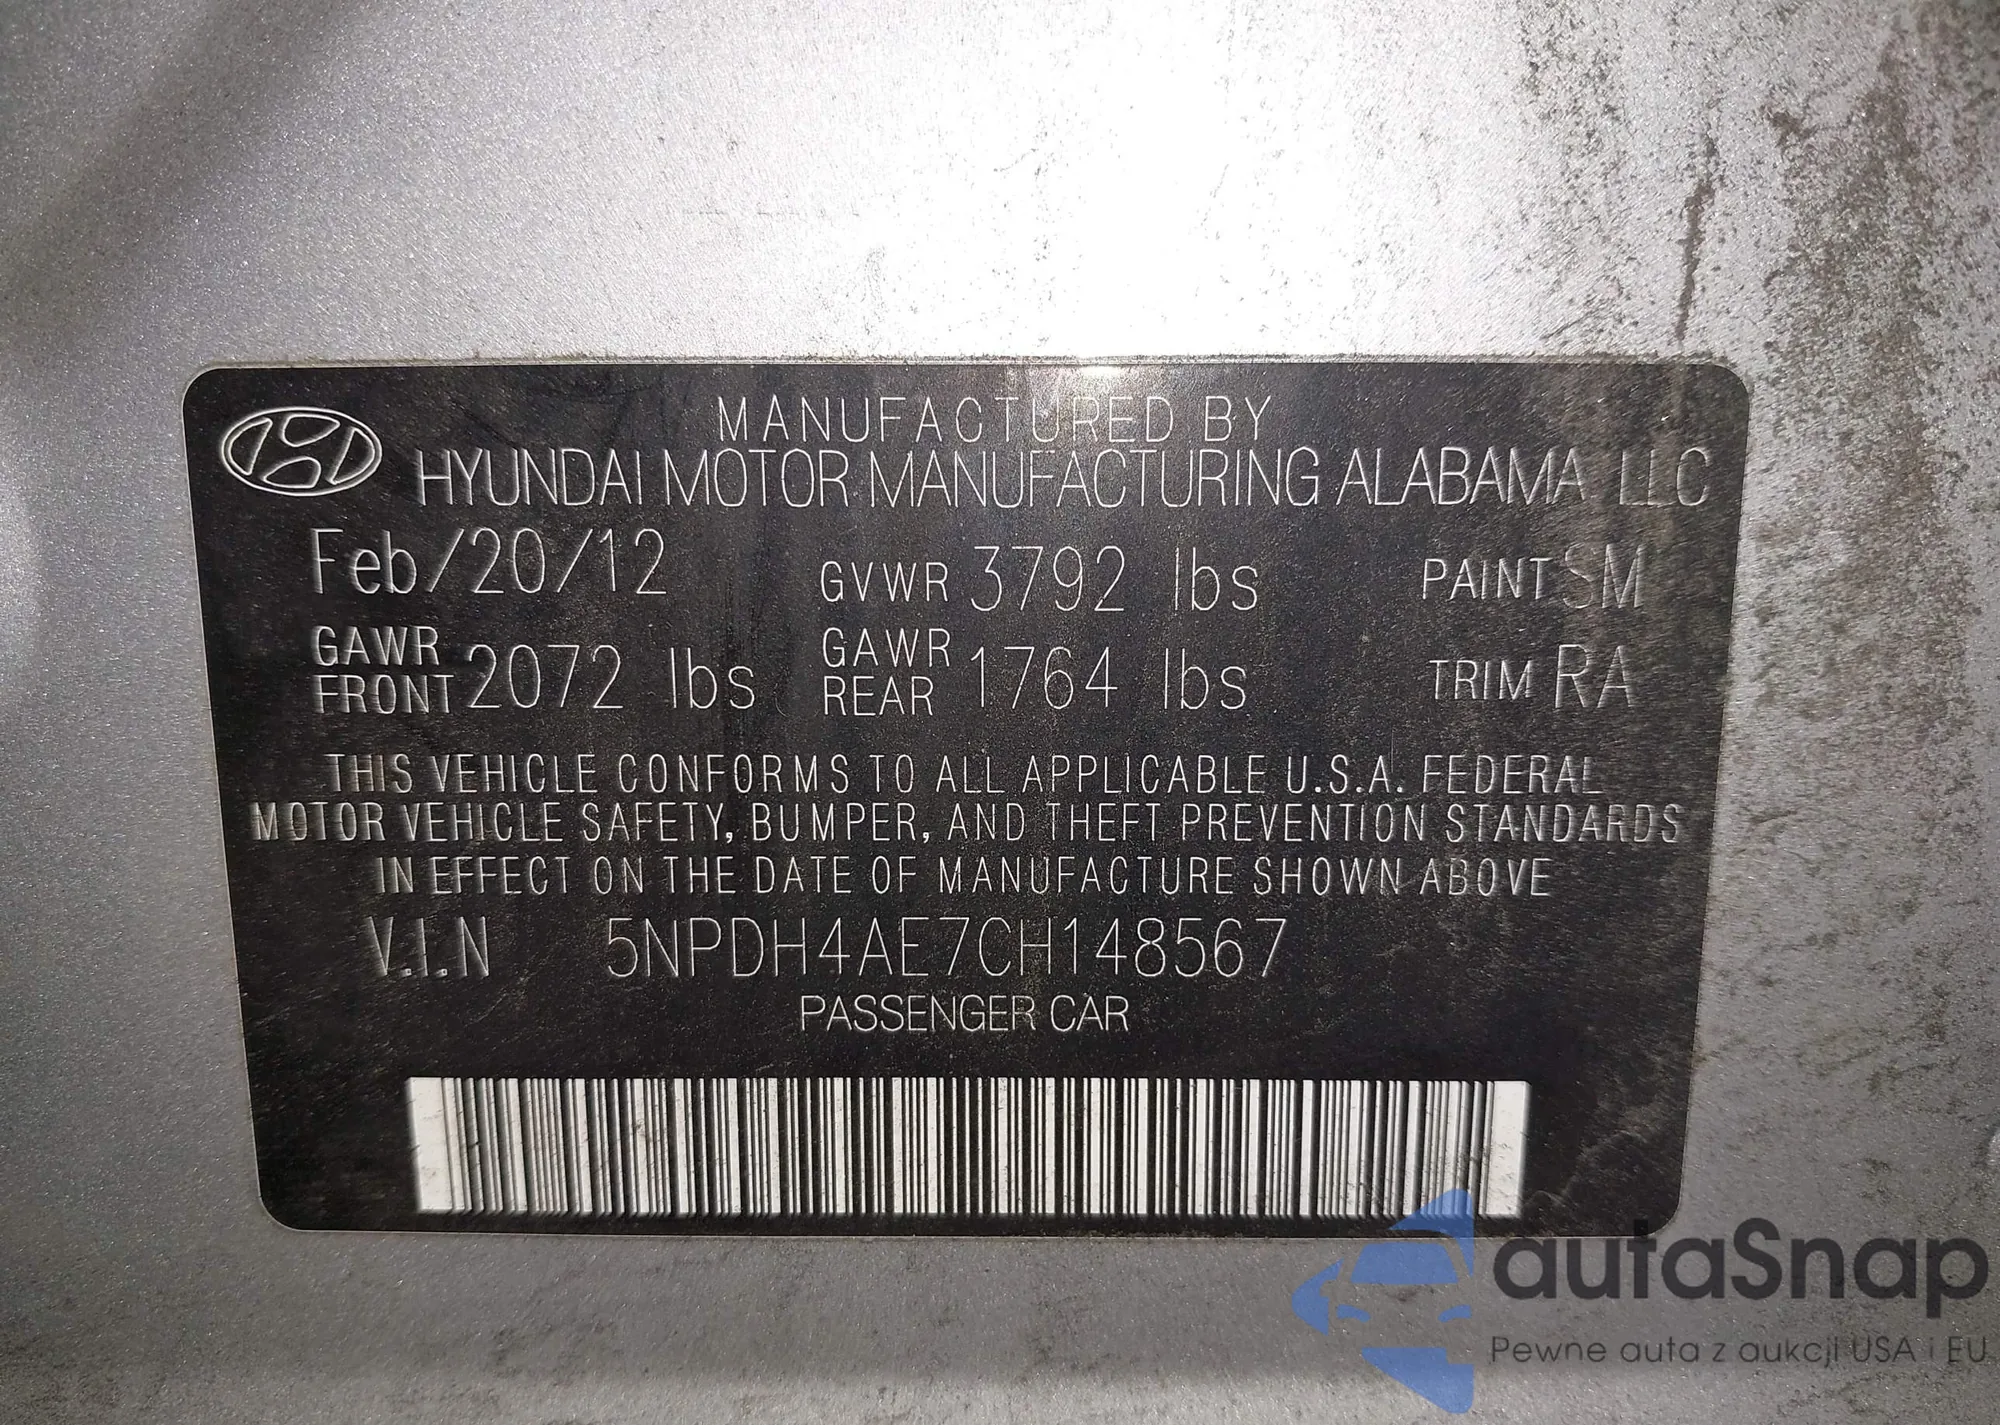 MANUFACTURED BY
HYUNDAI MOTOR MANUFACTURING ALABAMA LLC
Feb/20/12 GVWR 3792 lbs PAINT SM
GAWR FRONT 2072 lbs GAWR REAR 1764 lbs TRIM RA
THIS VEHICLE CONFORMS TO ALL APPLICABLE U.S.A. FEDERAL
MOTOR VEHICLE SAFETY, BUMPER, AND THEFT PREVENTION STANDARDS
IN EFFECT ON THE DATE OF MANUFACTURE SHOWN ABOVE
V.I.N 5NPDH4AE7CH148567
PASSENGER CAR
autaSnap
Pewne auta z aukcji USA i EU